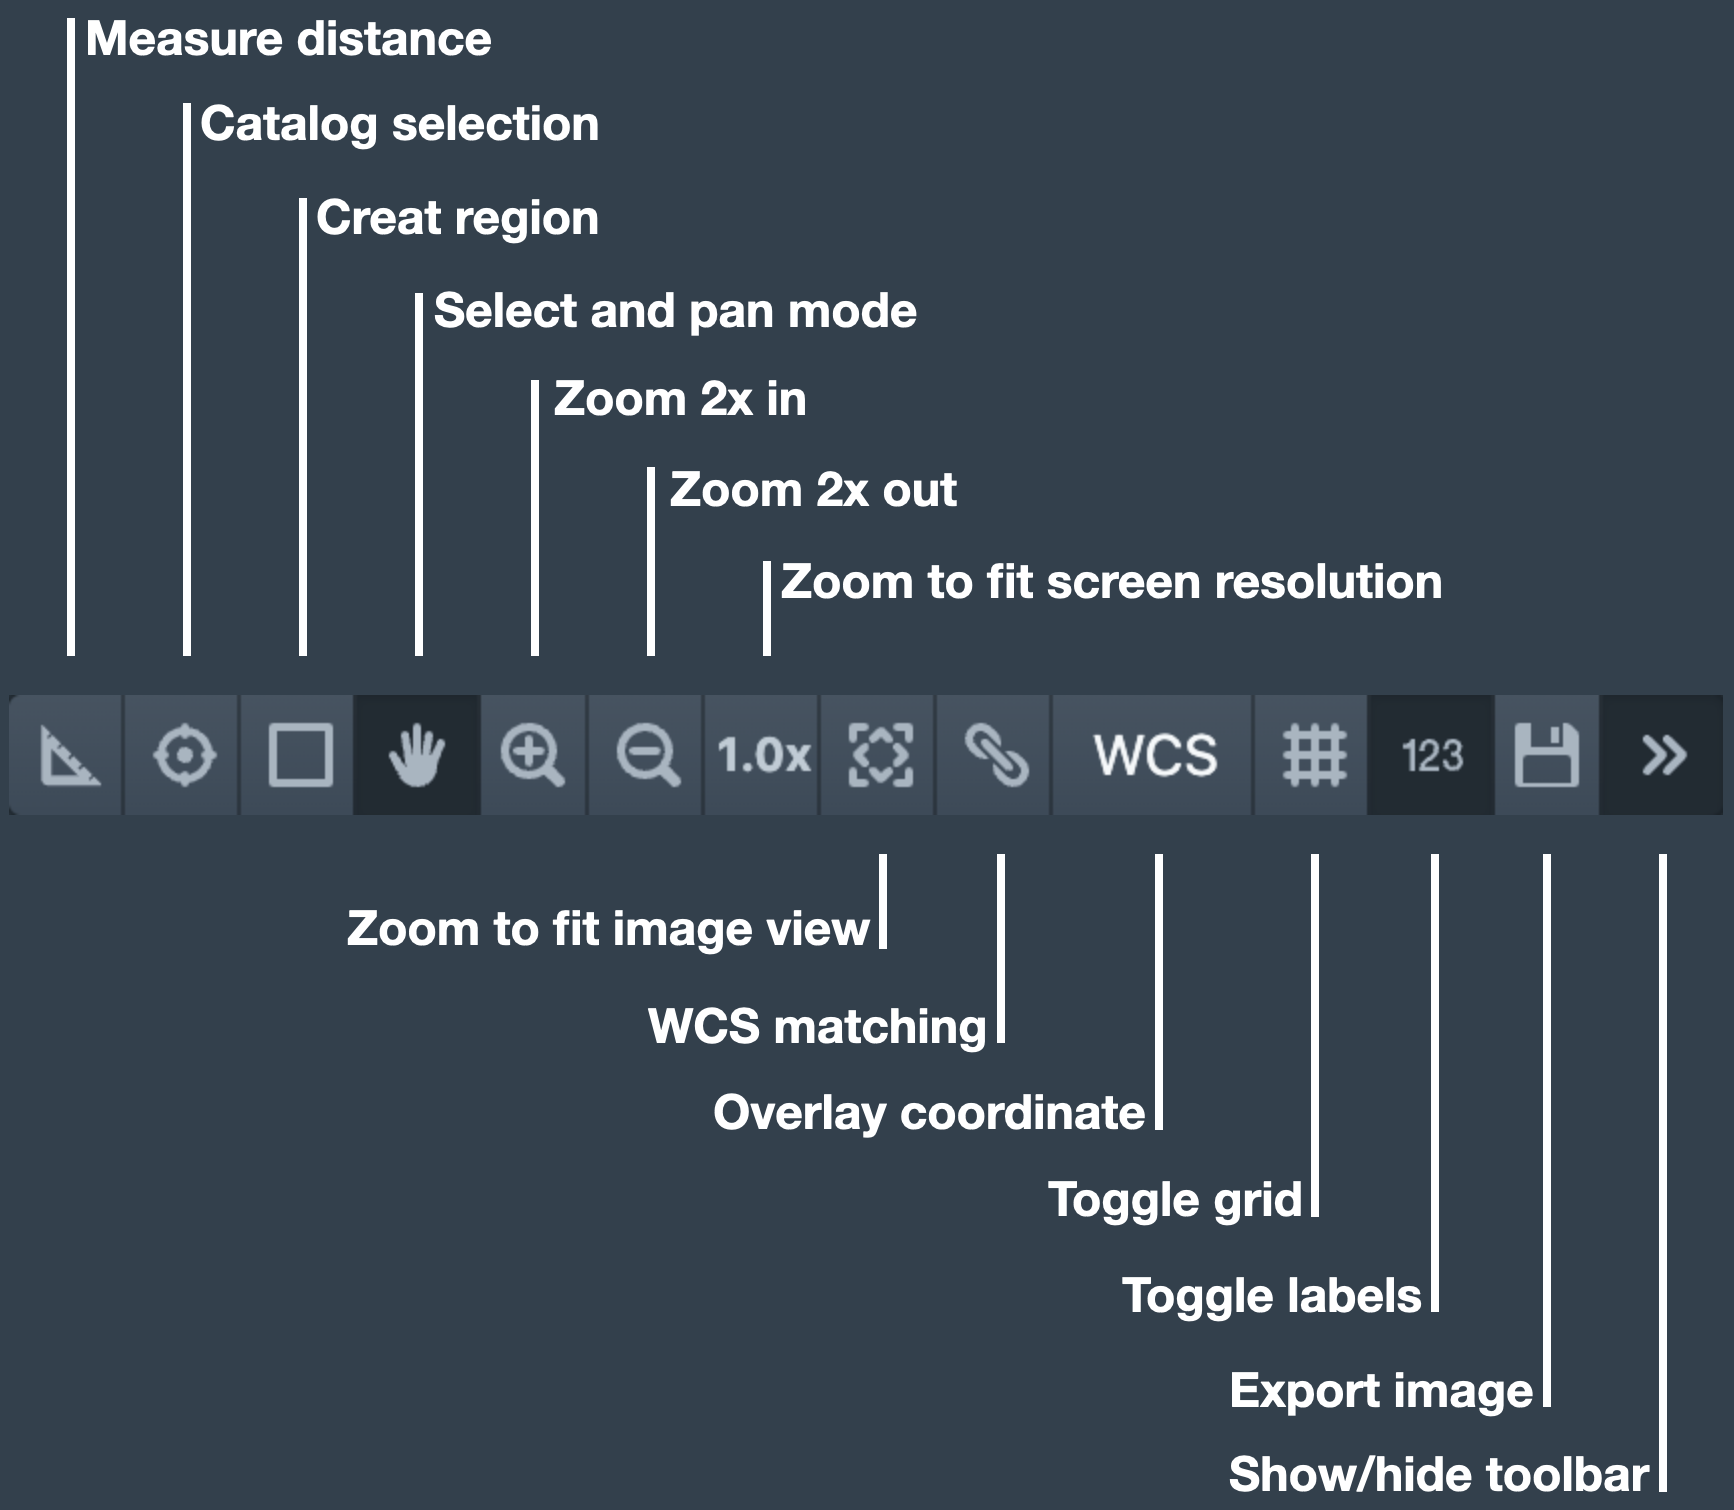 Measure distance
Catalog selection
Creat region
Select and pan mode
Zoom 2x in
Zoom 2x out
Zoom to fit screen resolution
1.0x WCS 123
Zoom to fit image view
WCS matching
Overlay coordinate
Toggle grid
Toggle labels
Export image
Show/hide toolbar